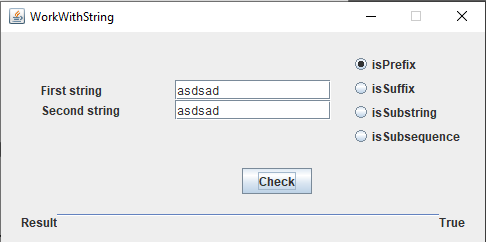 WorkWithString
isPrefix
First string asdsad isSuffix
Second string asdsad isSubstring
isSubsequence
Check
Result True